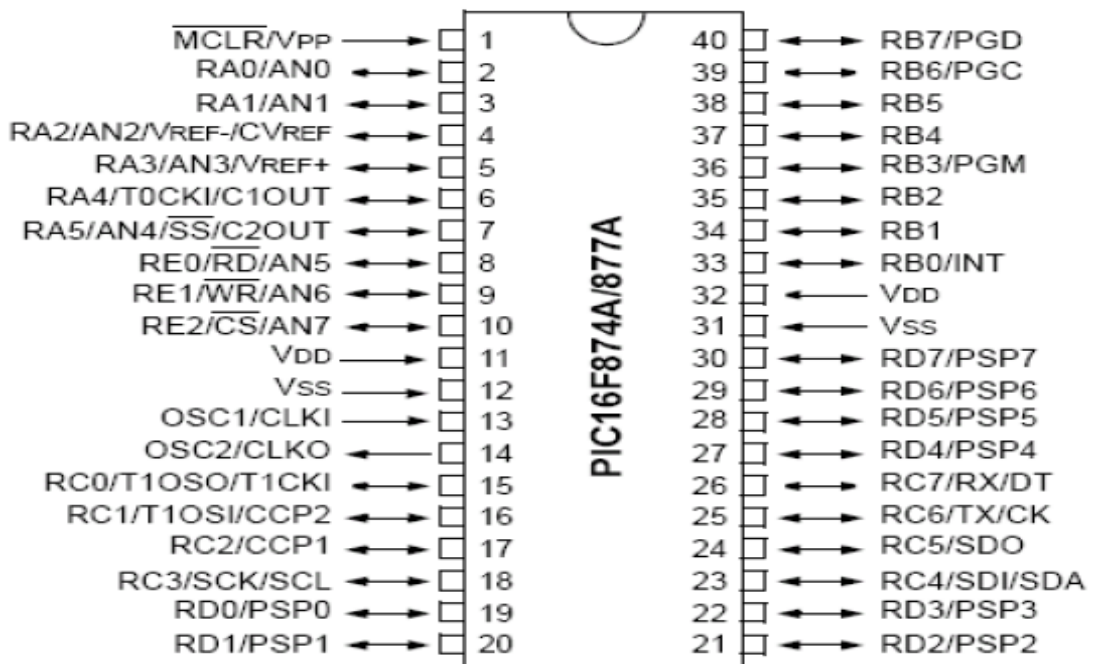 MCLR/VPP 1 40 RB7/PGD
RA0/AN0 2 39 RB6/PGC
RA1/AN1 3 38 RB5
RA2/AN2/VREF-/CVREF 4 37 RB4
RA3/AN3/VREF+ 5 36 RB3/PGM
RA4/T0CKI/C1OUT 6 35 RB2
RA5/AN4/SS/C2OUT 7 34 RB1
RE0/RD/AN5 8 33 RB0/INT
RE1/WR/AN6 9 32 VDD
RE2/CS/AN7 10 31 VSS
VDD 11 30 RD7/PSP7
VSS 12 29 RD6/PSP6
OSC1/CLKI 13 28 RD5/PSP5
OSC2/CLKO 14 27 RD4/PSP4
RC0/T1OSO/T1CKI 15 26 RC7/RX/DT
RC1/T1OSI/CCP2 16 25 RC6/TX/CK
RC2/CCP1 17 24 RC5/SDO
RC3/SCK/SCL 18 23 RC4/SDI/SDA
RD0/PSP0 19 22 RD3/PSP3
RD1/PSP1 20 21 RD2/PSP2
PIC16F874A/877A